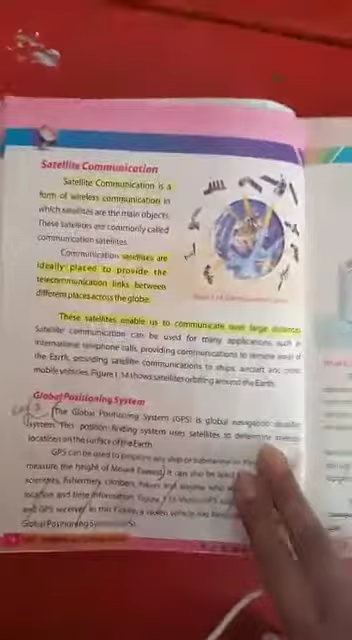 Satellite Communication
Satellite Communication is a
form of wireless communication in
which satellites are the main objects.
These satellites are commonly called
communication satellites.
Communication satellites are
ideally placed to provide the
telecommunication links between
different places across the globe.
These satellites enable us to communicate over large distances.
Satellite communication can be used for many applications, such as
international telephone calls, providing communications to remote areas of
the Earth, providing satellite communications to ships, aircraft and other
mobile vehicles. Figure 1.14 shows satellites orbiting around the Earth.
Global Positioning System
The Global Positioning System (GPS) is global navigation satellite
system. This position finding system uses satellites to determine
locations on the surface of the Earth.
GPS can be used to pinpoint any ship or submarine on the
measure the height of Mount Everest. It can also be used
scientists, fishermen, climbers, hikers and anyone who
location and time information. Figure 1.15 shows GPS
and GPS receiver. In this Figure, a rolled vehicle has
Global Positioning System (GPS).